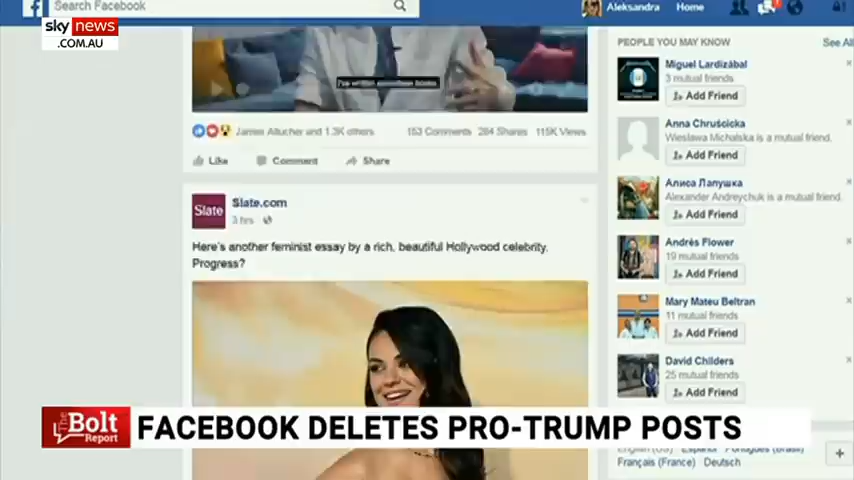 Search Facebook
Aleksandra
Home
sky news
.COM.AU
James Altucher and 1.3K others
153 Comments 284 Shares 115K Views
Like Comment Share
Slate
Slate.com
3 hrs
Here's another feminist essay by a rich, beautiful Hollywood celebrity.
Progress?
PEOPLE YOU MAY KNOW
See All
Miguel Lardizábal
3 mutual friends
Add Friend
Anna Chruścicka
Wiesława Michalska is a mutual friend.
Add Friend
Алиса Лапушка
Alexander Andreychuk is a mutual friend.
Add Friend
Andrés Flower
19 mutual friends
Add Friend
Mary Mateu Beltran
11 mutual friends
Add Friend
David Childers
25 mutual friends
Add Friend
The Bolt Report
FACEBOOK DELETES PRO-TRUMP POSTS
English (US) Español Português (Brasil)
Français (France) Deutsch